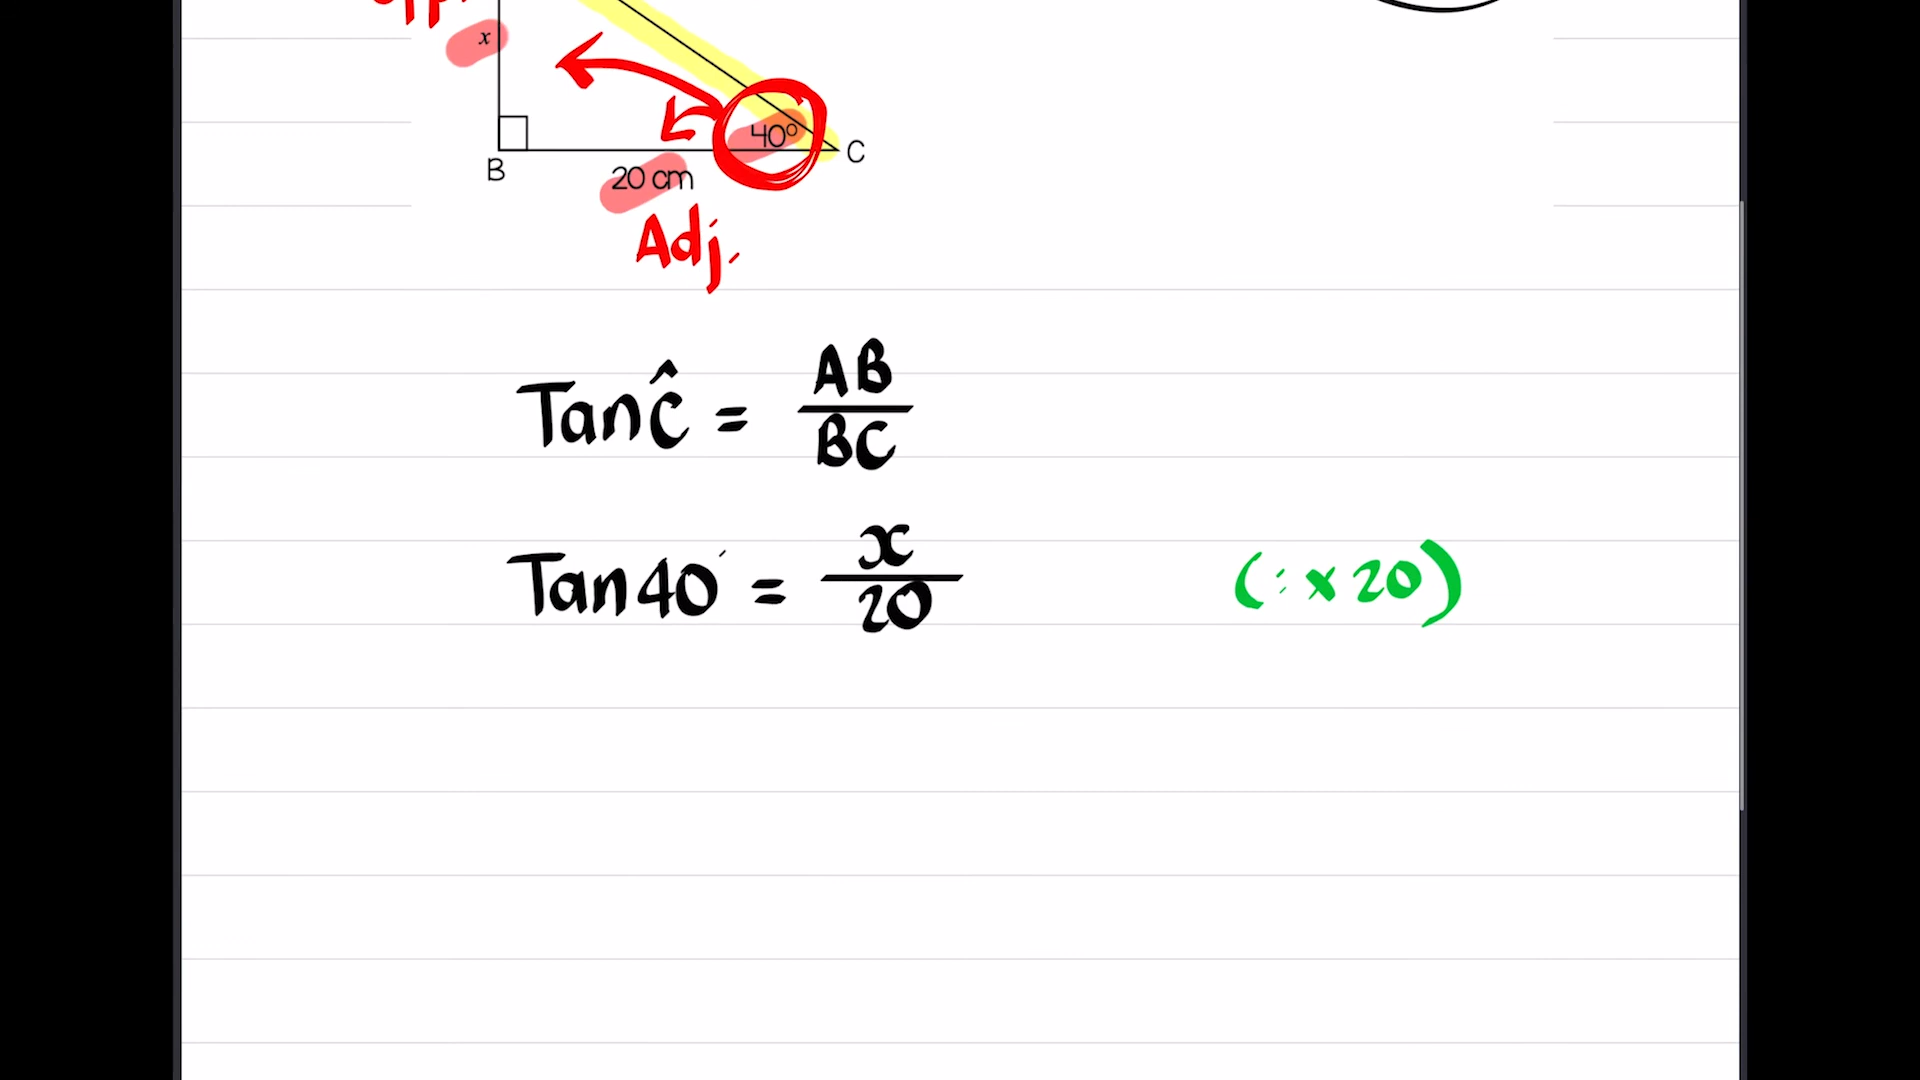 x
40°
B
C
20 cm
Adj.
Tan Ĉ = AB/BC
Tan 40 = x/20 (: x 20)